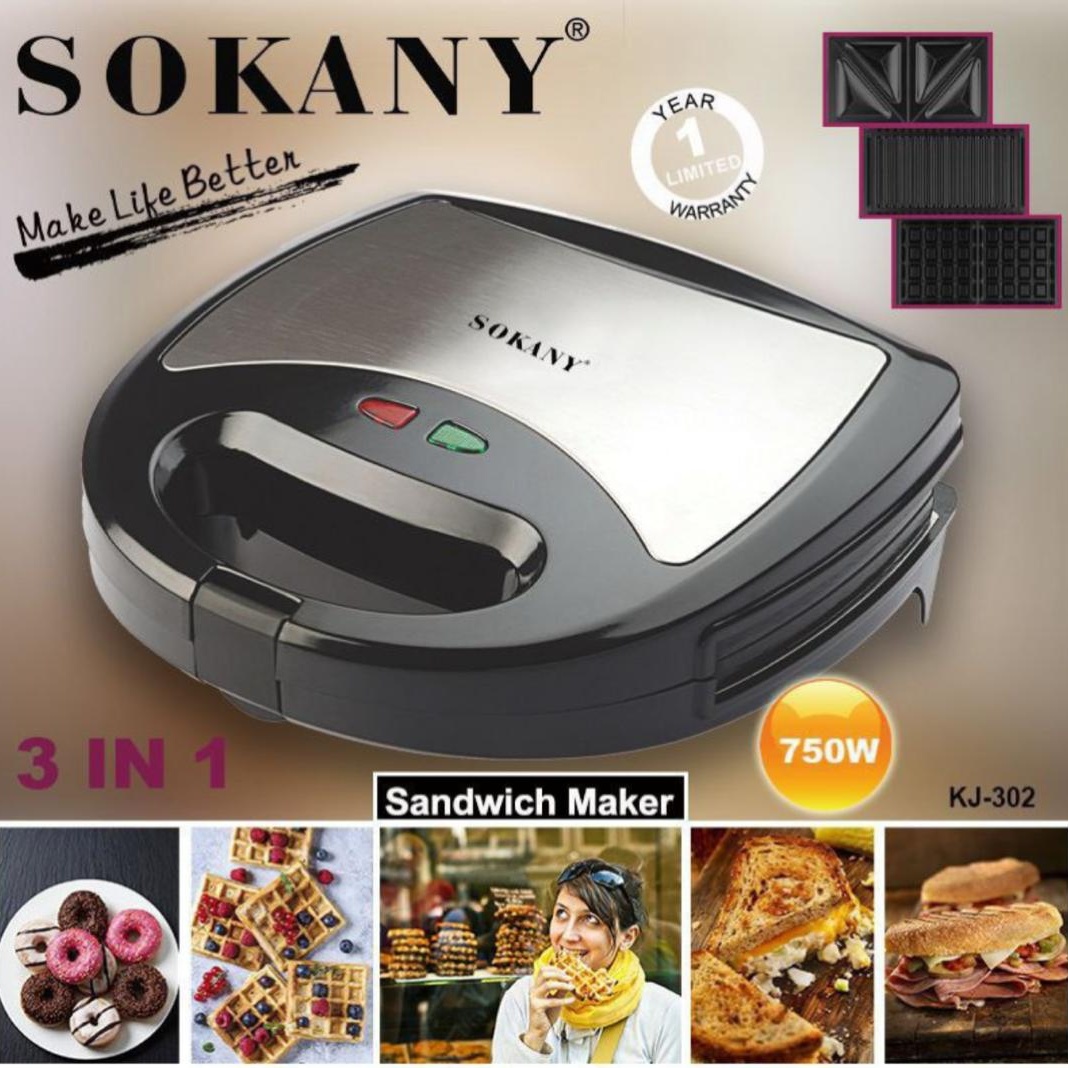 SOKANY®
Make Life Better
YEAR
1
LIMITED
WARRANTY
SOKANY®
3 IN 1
750W
Sandwich Maker
KJ-302